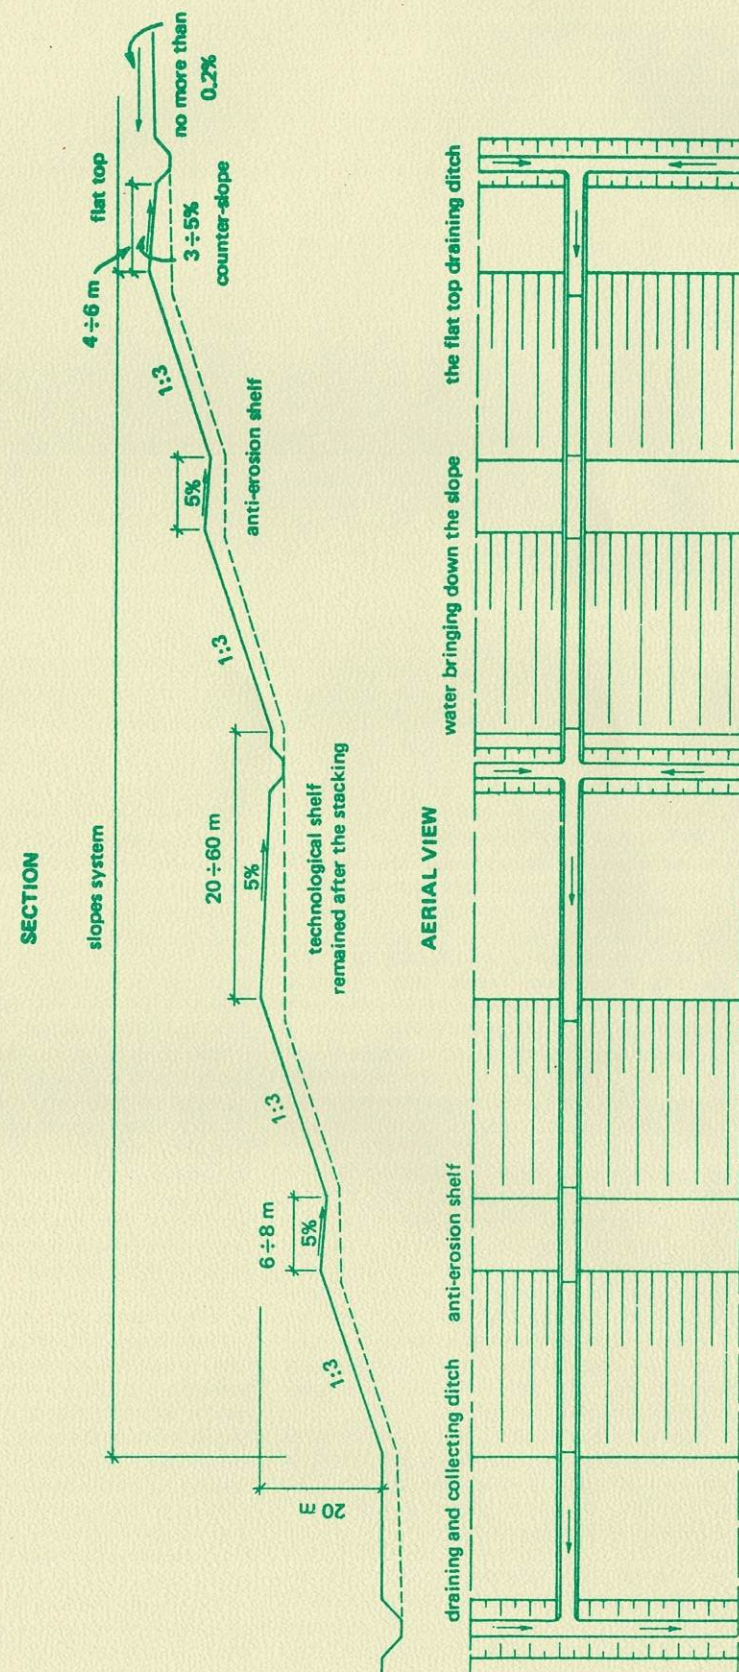 SECTION
slopes system
4÷6 m
flat top
no more than
0.2%
3÷5%
counter-slope
1:3
5%
anti-erosion shelf
1:3
20÷60 m
5%
technological shelf
remained after the stacking
1:3
6÷8 m
5%
1:3
20 m
AERIAL VIEW
draining and collecting ditch
anti-erosion shelf
water bringing down the slope
the flat top draining ditch